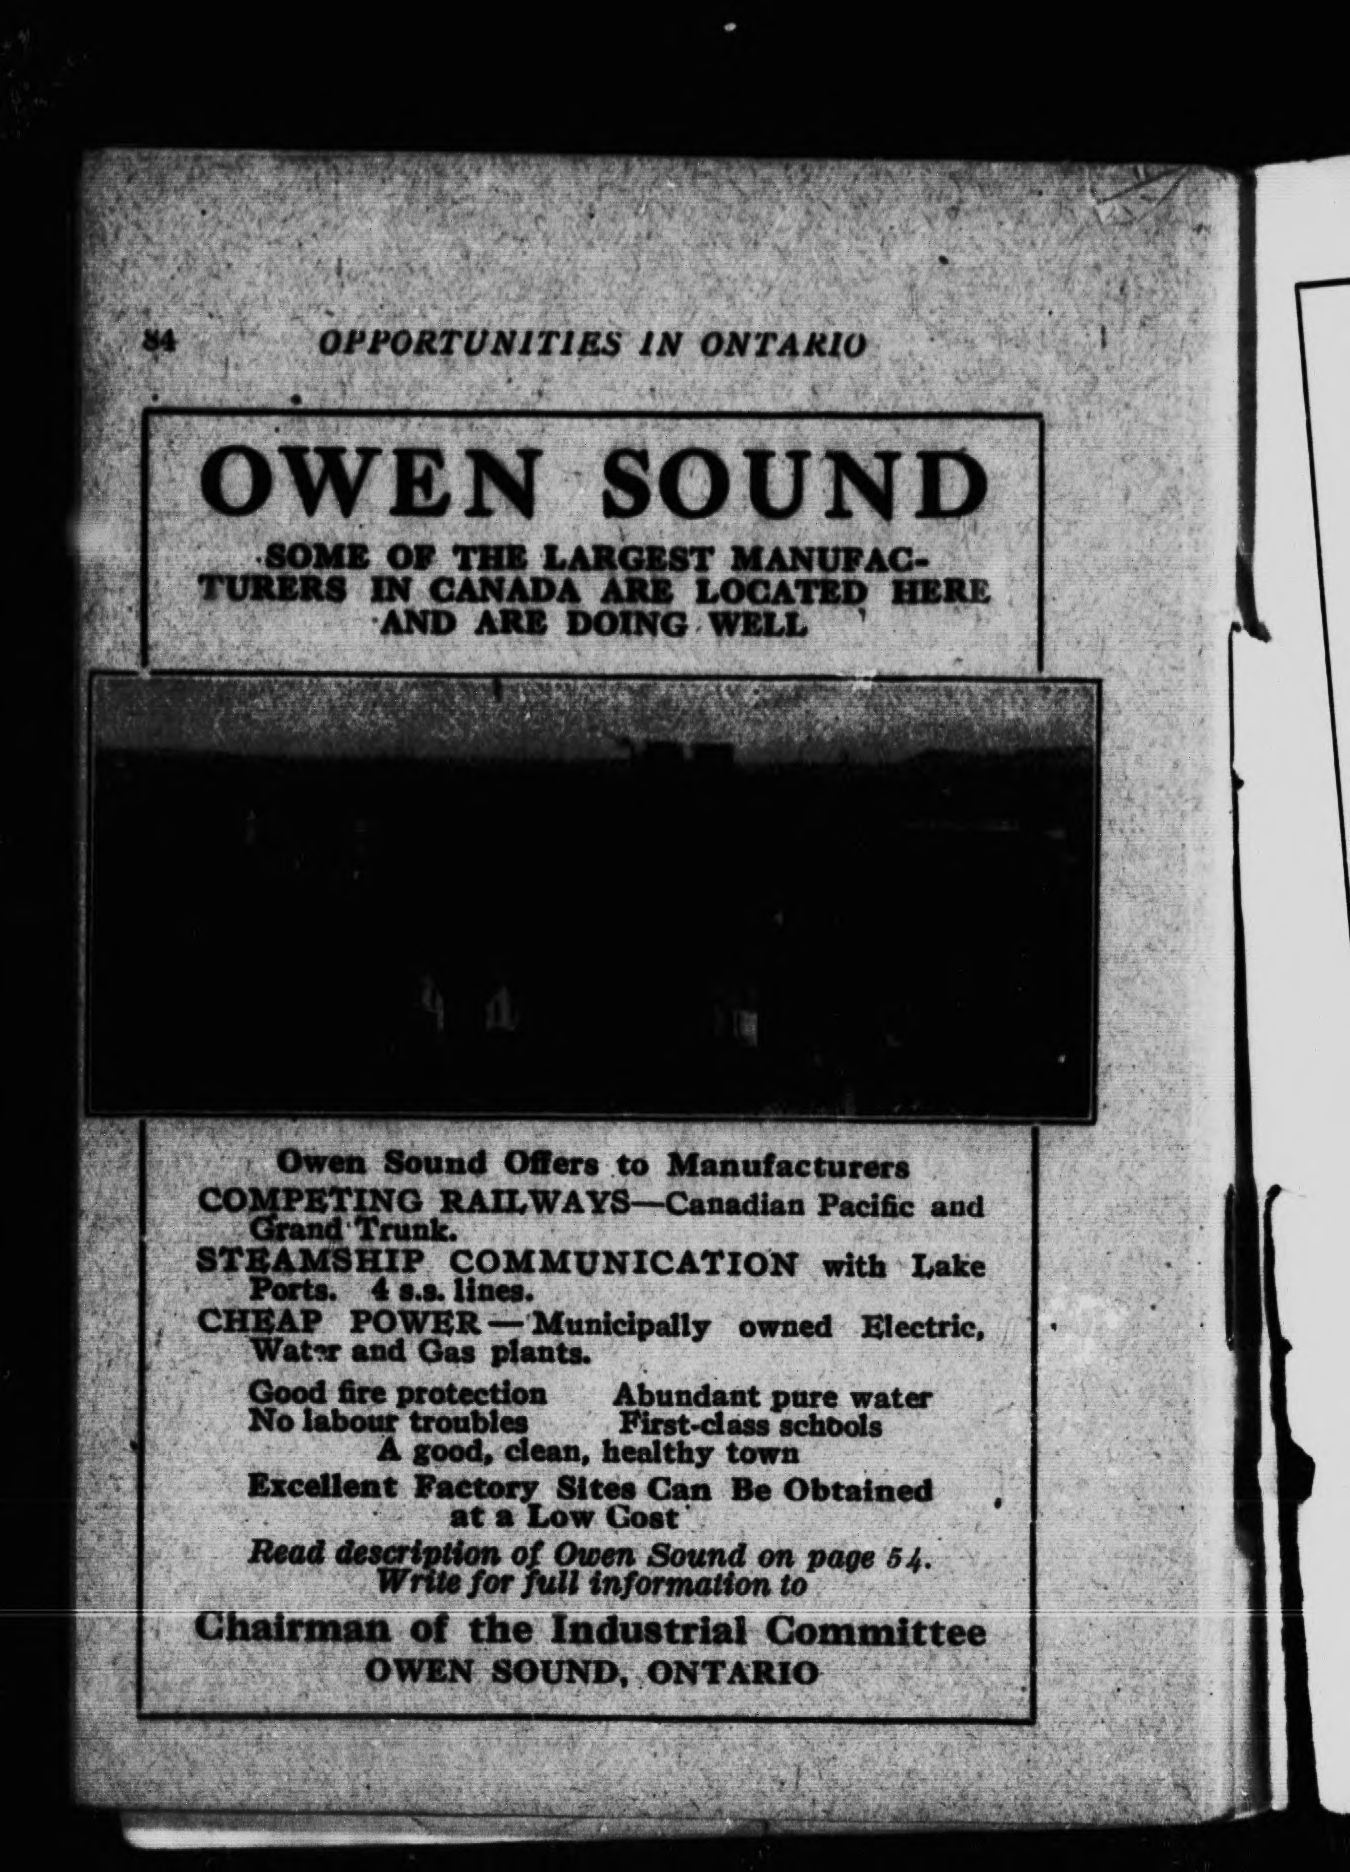 84 OPPORTUNITIES IN ONTARIO
OWEN SOUND
SOME OF THE LARGEST MANUFAC-
TURERS IN CANADA ARE LOCATED HERE
AND ARE DOING WELL
Owen Sound Offers to Manufacturers
COMPETING RAILWAYS—Canadian Pacific and
Grand Trunk.
STEAMSHIP COMMUNICATION with Lake
Ports. 4 s.s. lines.
CHEAP POWER — Municipally owned Electric,
Water and Gas plants.
Good fire protection Abundant pure water
No labour troubles First-class schools
A good, clean, healthy town
Excellent Factory Sites Can Be Obtained
at a Low Cost
Read description of Owen Sound on page 54.
Write for full information to
Chairman of the Industrial Committee
OWEN SOUND, ONTARIO